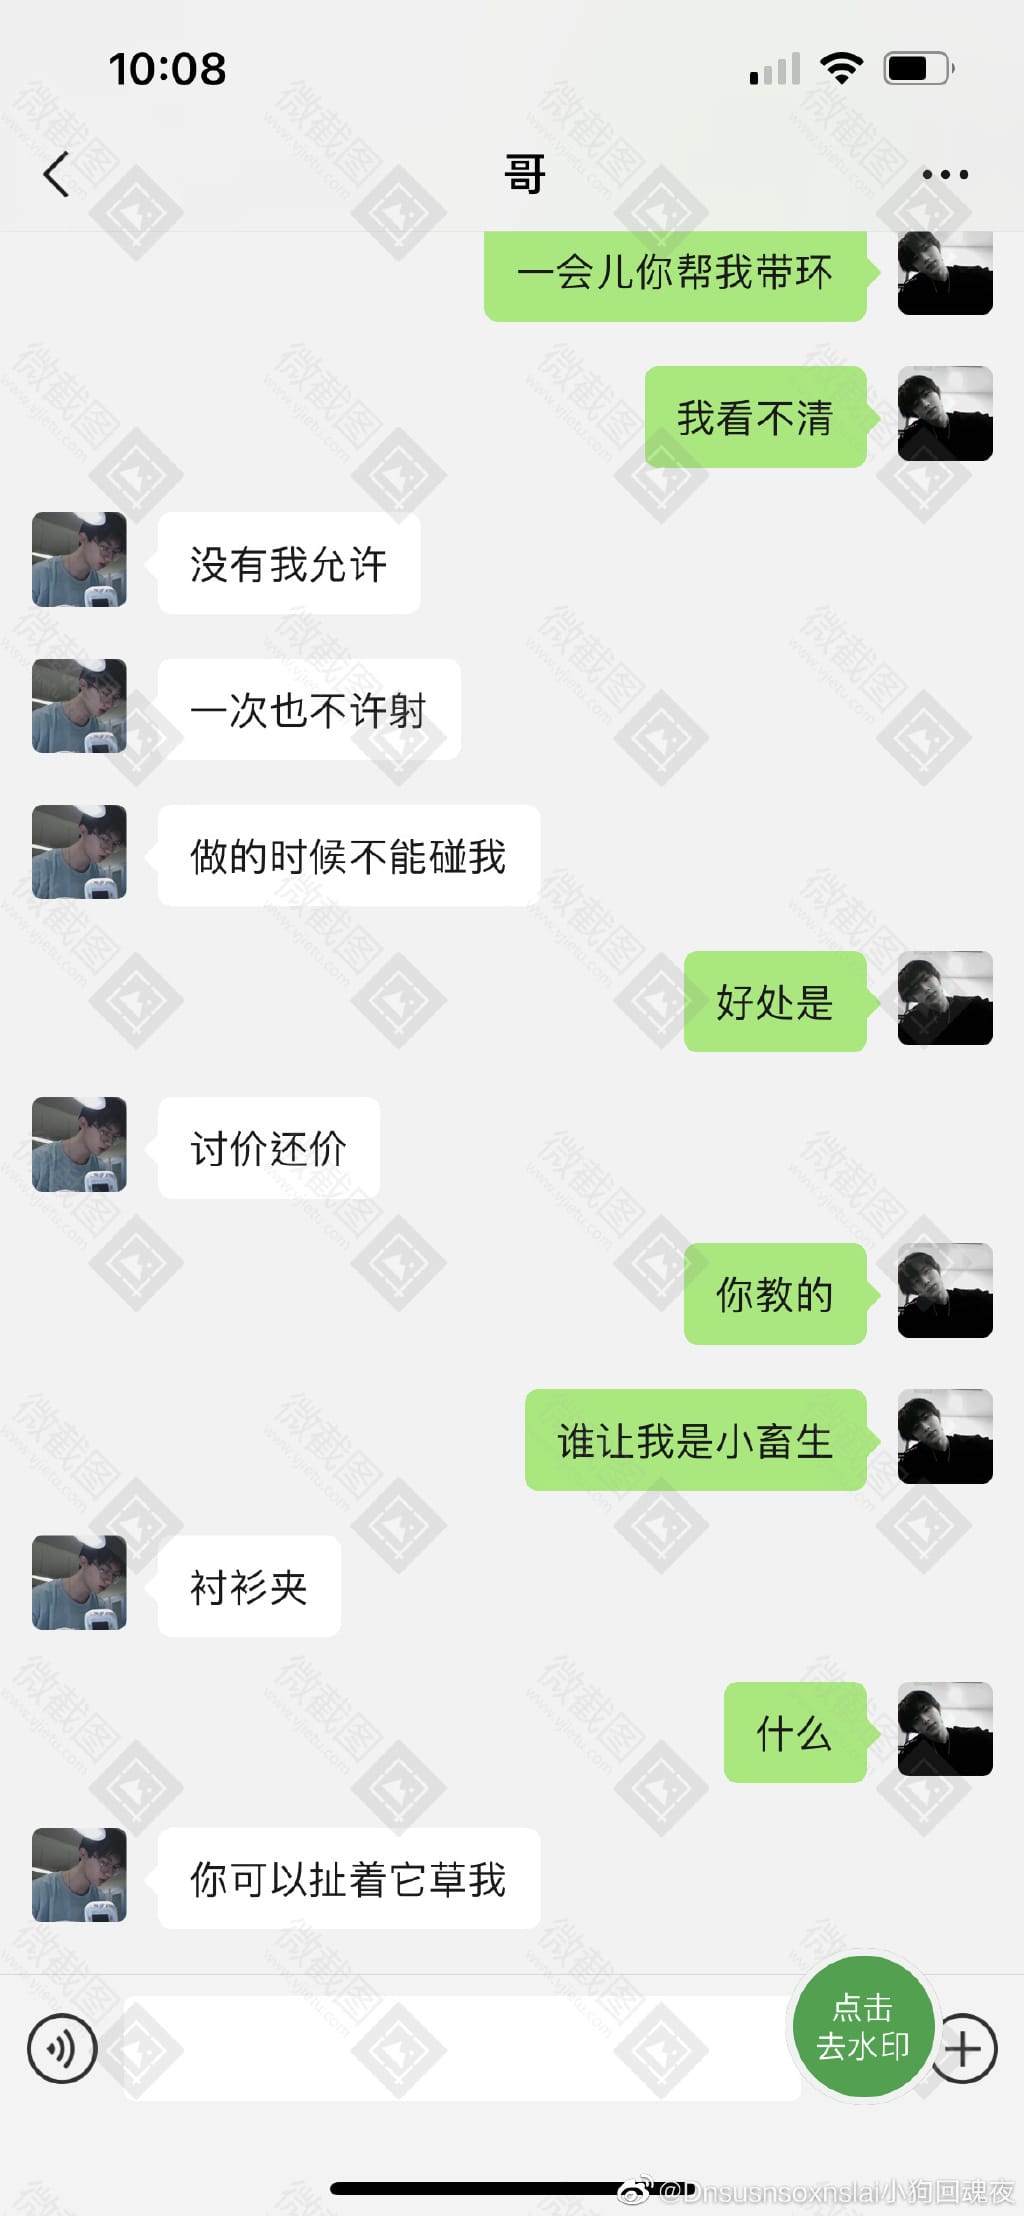 10:08
哥
一会儿你帮我带环
我看不清
没有我允许
一次也不许射
做的时候不能碰我
好处是
讨价还价
你教的
谁让我是小畜生
衬衫夹
什么
你可以扯着它草我
点击
去水印
@Dnsusnsoxnslai小狗回魂夜
微截图
www.vjietu.com